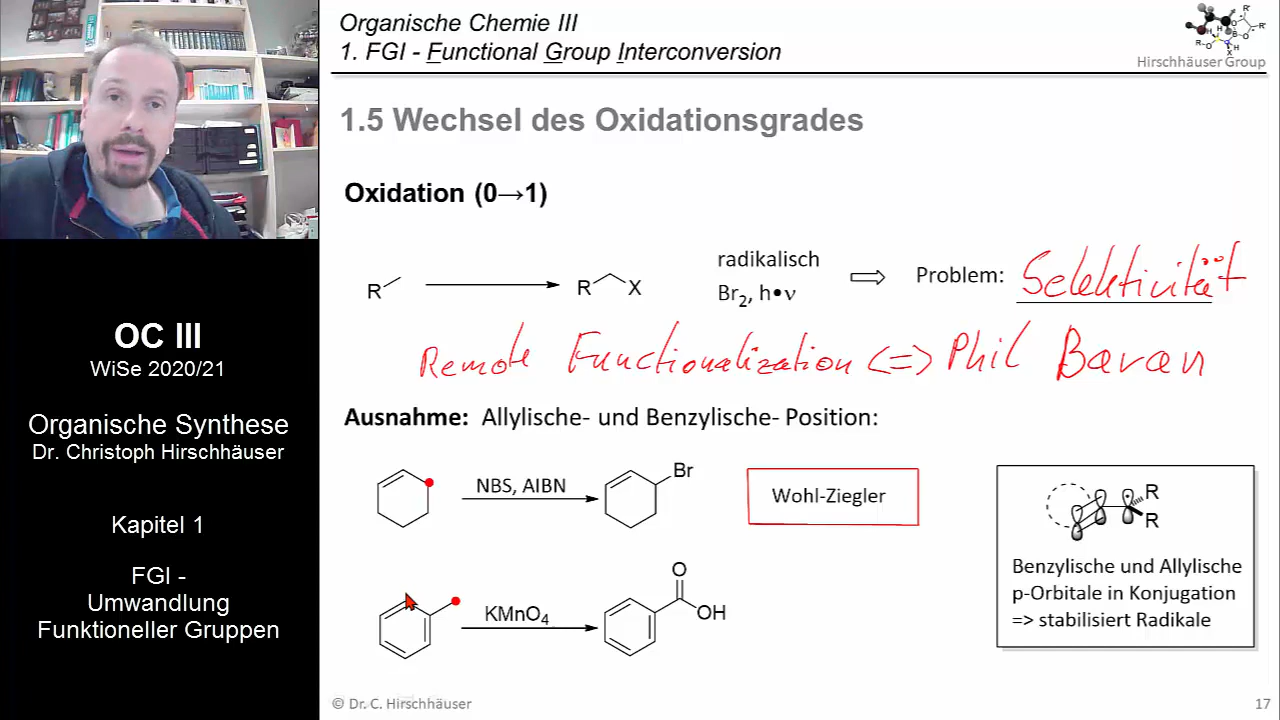 Organische Chemie III
1. FGI - Functional Group Interconversion
Hirschhäuser Group
1.5 Wechsel des Oxidationsgrades
Oxidation (0→1)
R
R X
radikalisch
Br2, h•ν
Problem: Selektivität
Remote Functionalization <=> Phil Baran
Ausnahme: Allylische- und Benzylische- Position:
NBS, AIBN
Br
Wohl-Ziegler
KMnO4
O
OH
R
R
Benzylische und Allylische
p-Orbitale in Konjugation
=> stabilisiert Radikale
OC III
WiSe 2020/21
Organische Synthese
Dr. Christoph Hirschhäuser
Kapitel 1
FGI -
Umwandlung
Funktioneller Gruppen
© Dr. C. Hirschhäuser
17